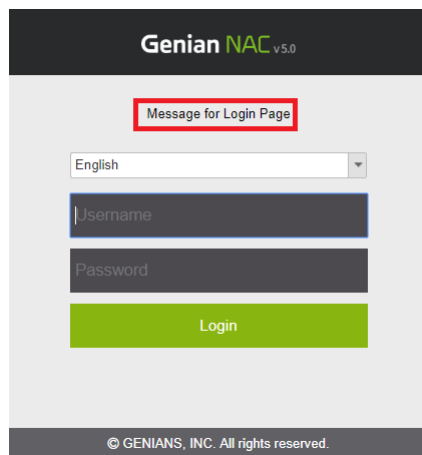 Genian NAC v5.0
Message for Login Page
English
Username
Password
Login
© GENIANS, INC. All rights reserved.